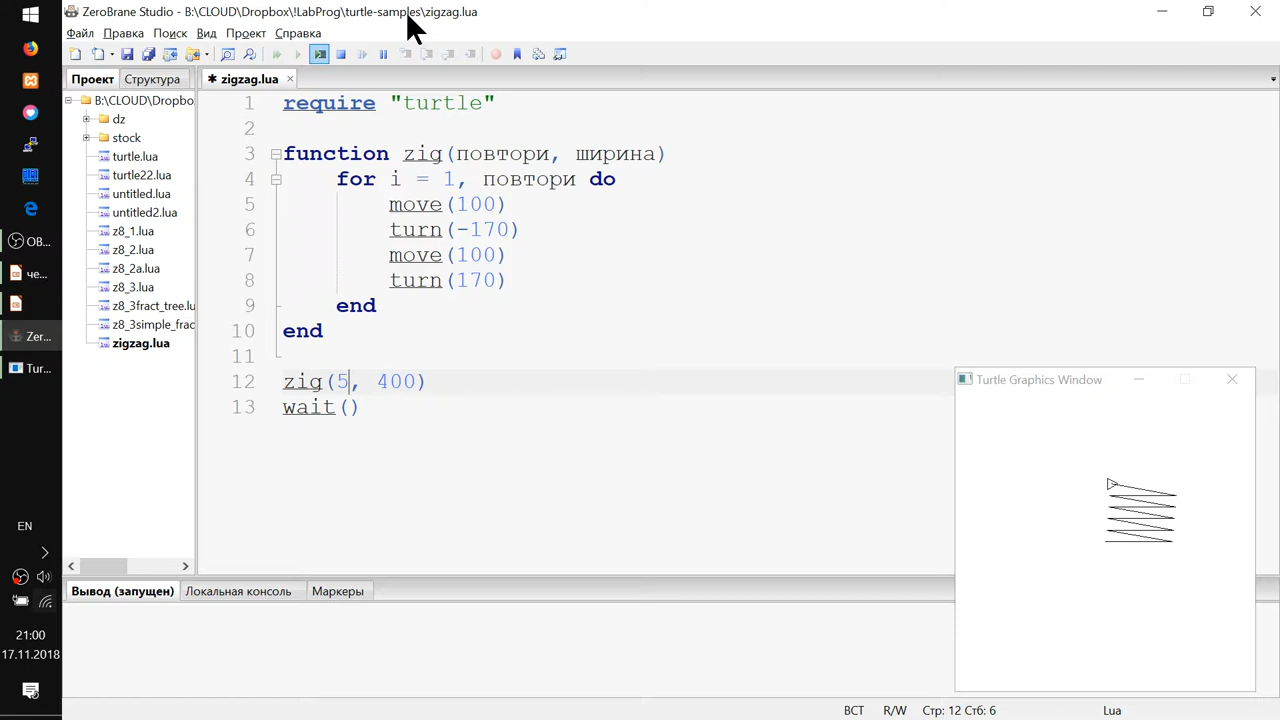 ZeroBrane Studio - B:\CLOUD\Dropbox\!LabProg\turtle-samples\zigzag.lua
Файл Правка Поиск Вид Проект Справка
Проект Структура
zigzag.lua
B:\CLOUD\Dropbo
dz
stock
turtle.lua
turtle22.lua
untitled.lua
untitled2.lua
z8_1.lua
z8_2.lua
z8_2a.lua
z8_3.lua
z8_3fract_tree.lu
z8_3simple_frac
zigzag.lua
1 require "turtle"
2
3 function zig(повтори, ширина)
4 for i = 1, повтори do
5 move(100)
6 turn(-170)
7 move(100)
8 turn(170)
9 end
10 end
11
12 zig(5, 400)
13 wait()
Turtle Graphics Window
Вывод (запущен) Локальная консоль Маркеры
ВСТ R/W Стр: 12 Стб: 6 Lua
OB...
че...
Zer...
Tur...
EN
21:00
17.11.2018